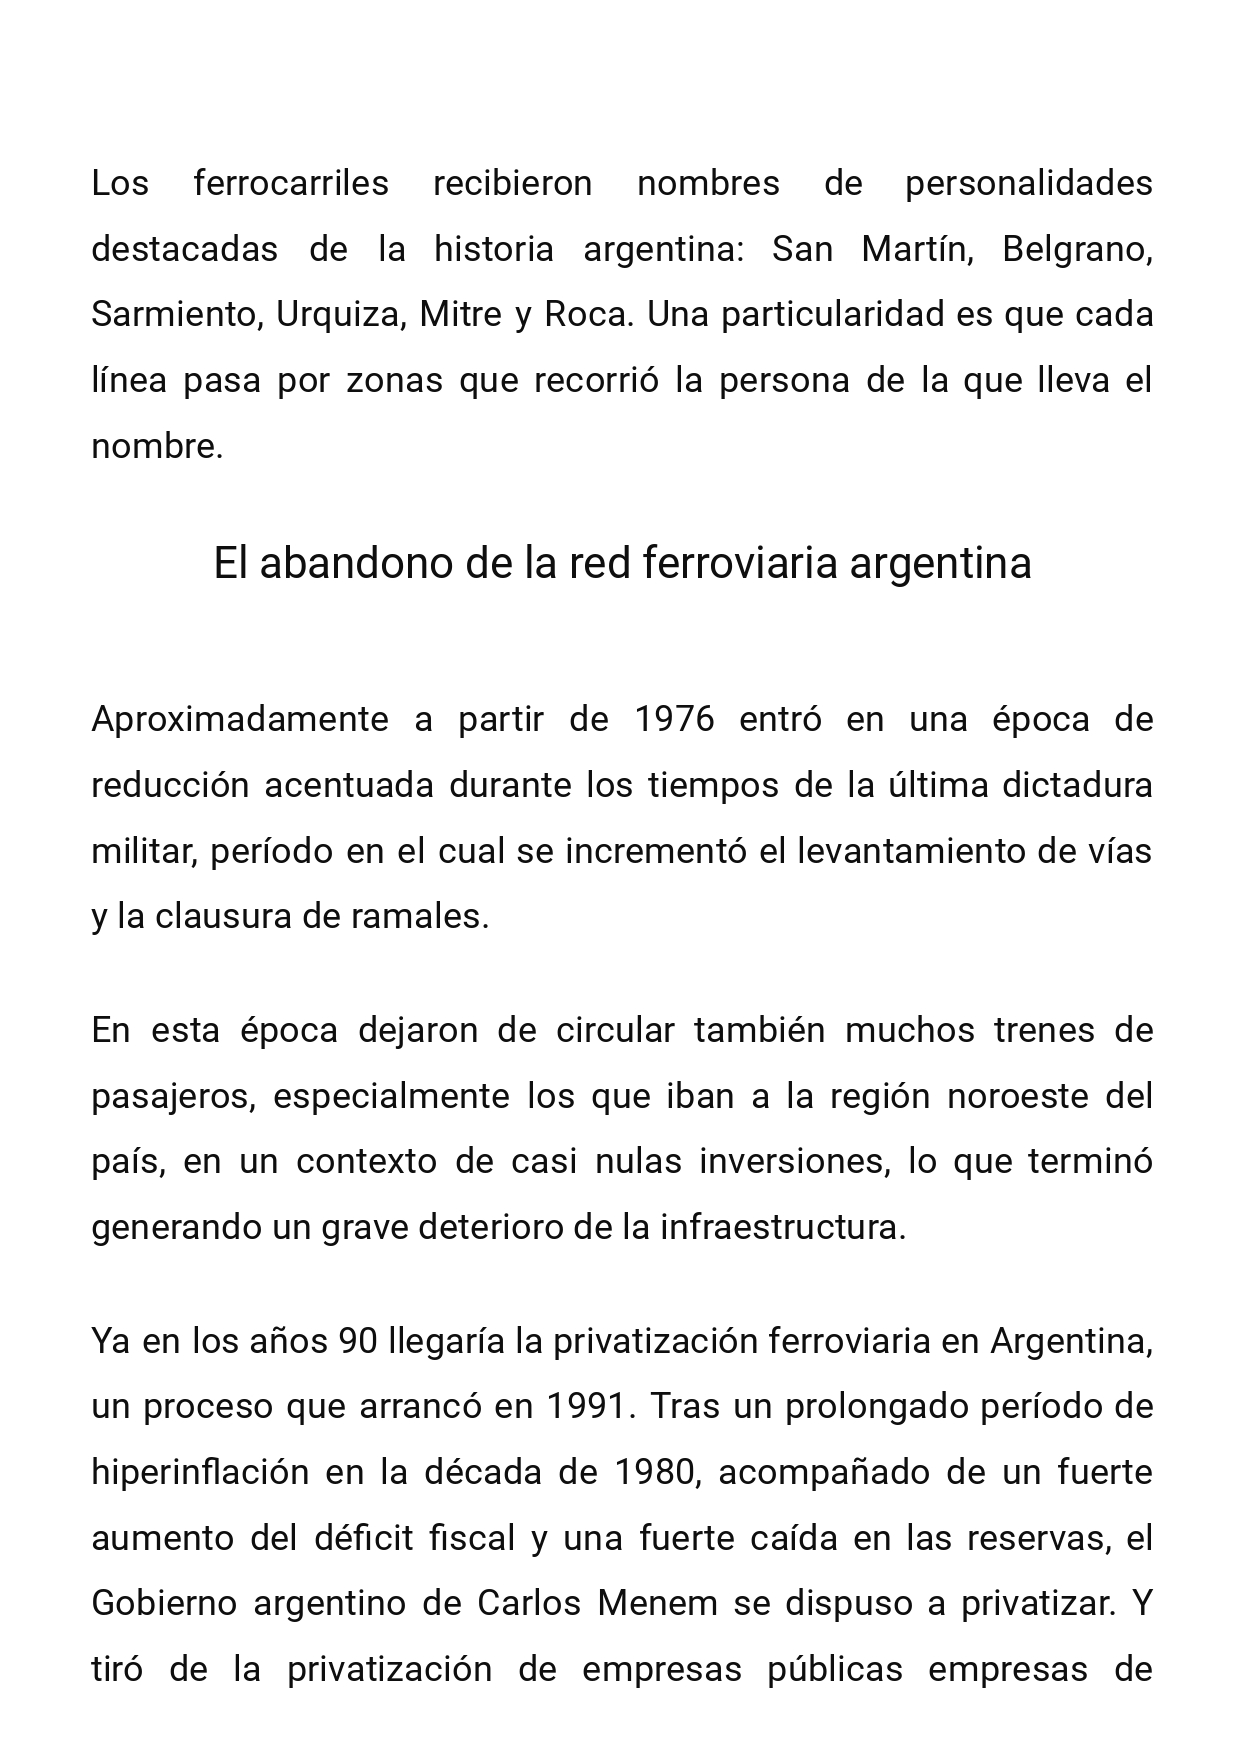 Los ferrocarriles recibieron nombres de personalidades
destacadas de la historia argentina: San Martín, Belgrano,
Sarmiento, Urquiza, Mitre y Roca. Una particularidad es que cada
línea pasa por zonas que recorrió la persona de la que lleva el
nombre.
El abandono de la red ferroviaria argentina
Aproximadamente a partir de 1976 entró en una época de
reducción acentuada durante los tiempos de la última dictadura
militar, período en el cual se incrementó el levantamiento de vías
y la clausura de ramales.
En esta época dejaron de circular también muchos trenes de
pasajeros, especialmente los que iban a la región noroeste del
país, en un contexto de casi nulas inversiones, lo que terminó
generando un grave deterioro de la infraestructura.
Ya en los años 90 llegaría la privatización ferroviaria en Argentina,
un proceso que arrancó en 1991. Tras un prolongado período de
hiperinflación en la década de 1980, acompañado de un fuerte
aumento del déficit fiscal y una fuerte caída en las reservas, el
Gobierno argentino de Carlos Menem se dispuso a privatizar. Y
tiró de la privatización de empresas públicas empresas de